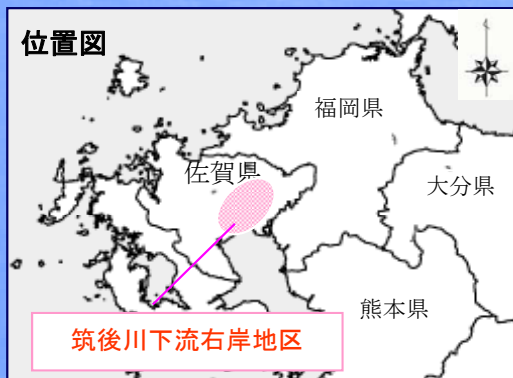 位置図
福岡県
佐賀県
大分県
熊本県
筑後川下流右岸地区